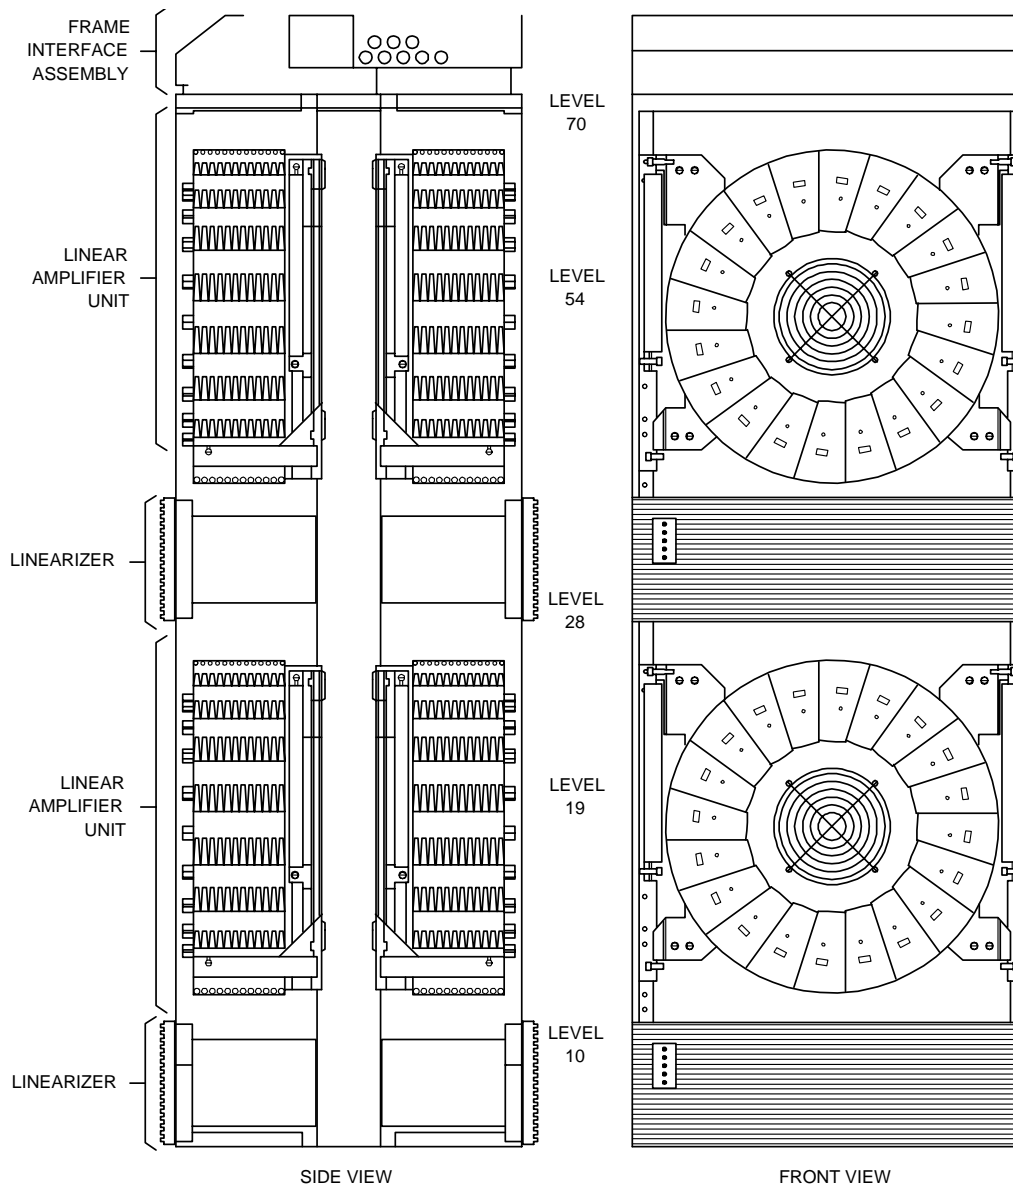 FRAME
INTERFACE
ASSEMBLY
LEVEL
70
LINEAR
AMPLIFIER
UNIT
LEVEL
54
LINEARIZER
LEVEL
28
LINEAR
AMPLIFIER
UNIT
LEVEL
19
LEVEL
10
LINEARIZER
SIDE VIEW
FRONT VIEW